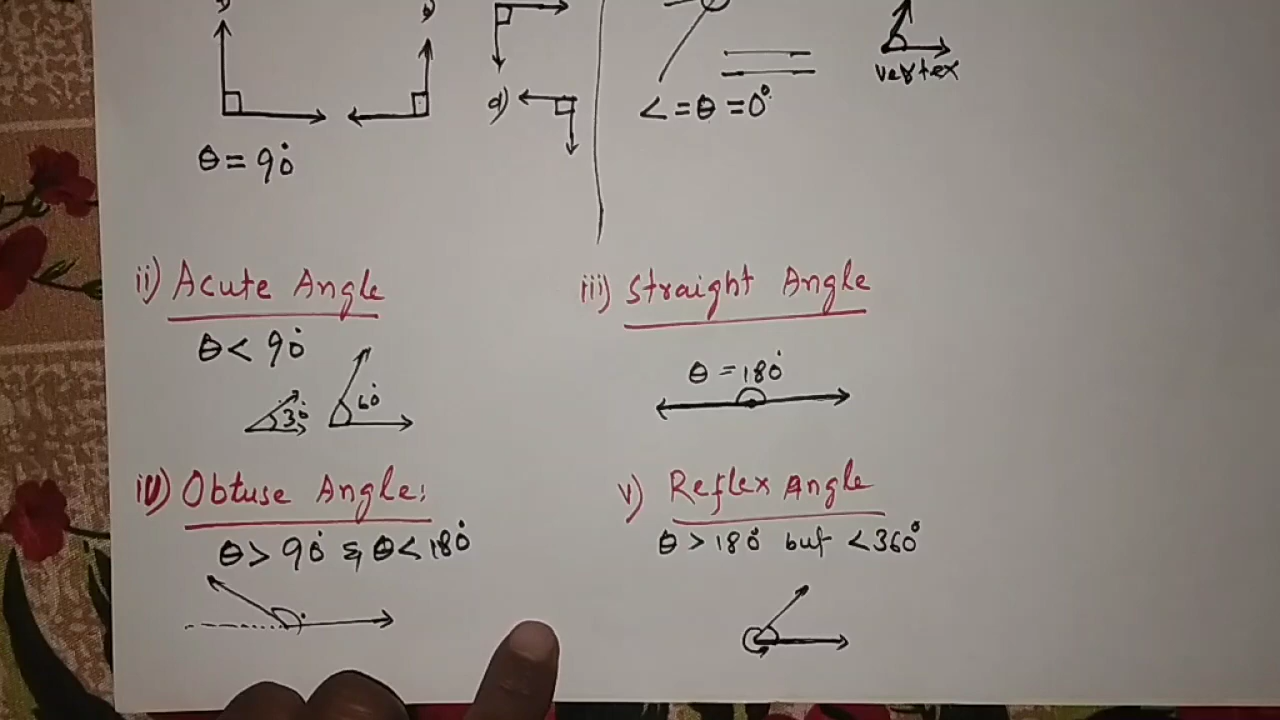 θ = 90°
d)
∠ = θ = 0°
vertex
ii) Acute Angle
θ < 90°
30°
60°
iii) Straight Angle
θ = 180°
iv) Obtuse Angle:
θ > 90° & θ < 180°
v) Reflex Angle
θ > 180° but < 360°